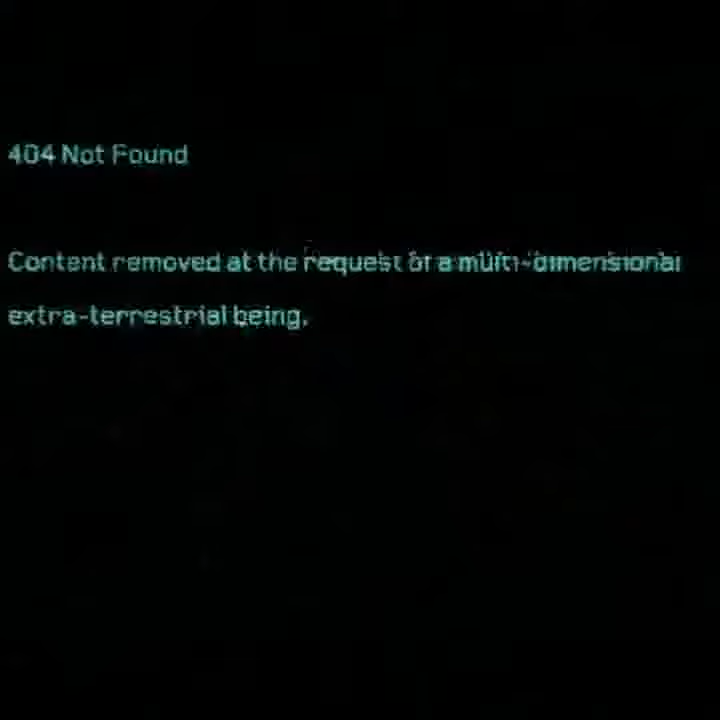 404 Not Found
Content removed at the request of a multi-dimensional
extra-terrestrial being.